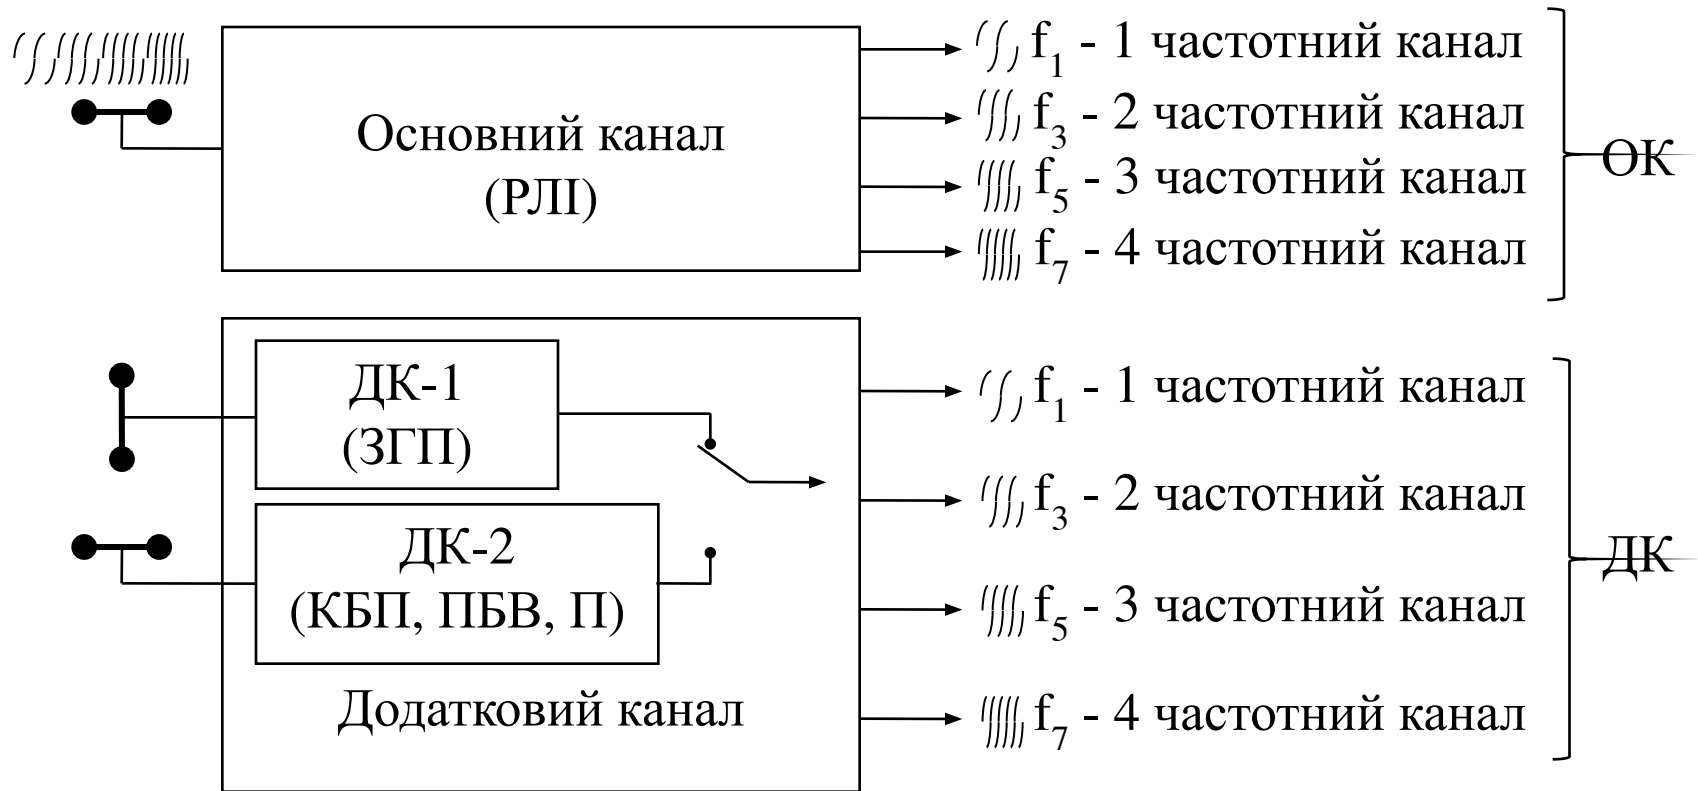 f1 - 1 частотний канал
f3 - 2 частотний канал
f5 - 3 частотний канал
f7 - 4 частотний канал
Основний канал
(РЛІ)
ОК
ДК-1
(ЗГП)
ДК-2
(КБП, ПБВ, П)
Додатковий канал
f1 - 1 частотний канал
f3 - 2 частотний канал
f5 - 3 частотний канал
f7 - 4 частотний канал
ДК